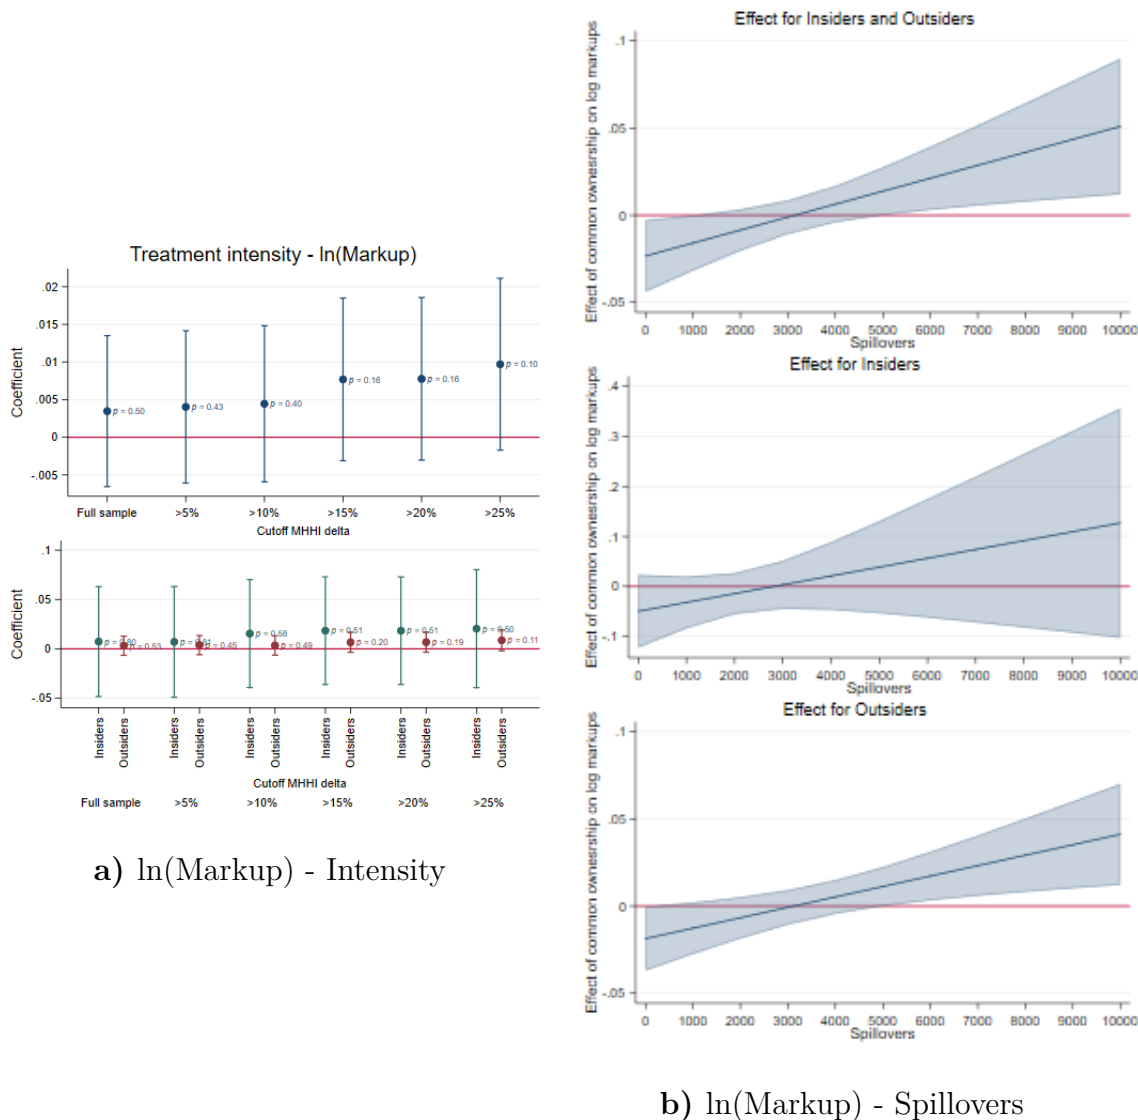 Treatment intensity - ln(Markup)
Coefficient
.02
.015
.01
.005
0
-.005
p = 0.50
p = 0.43
p = 0.40
p = 0.16
p = 0.16
p = 0.10
Full sample >5% >10% >15% >20% >25%
Cutoff MHHI delta
Coefficient
.1
.05
0
-.05
p = 0.80
p = 0.53
p = 0.81
p = 0.45
p = 0.58
p = 0.49
p = 0.51
p = 0.20
p = 0.51
p = 0.19
p = 0.50
p = 0.11
Insiders Outsiders Insiders Outsiders Insiders Outsiders Insiders Outsiders Insiders Outsiders Insiders Outsiders
Cutoff MHHI delta
Full sample >5% >10% >15% >20% >25%
a) ln(Markup) - Intensity
Effect for Insiders and Outsiders
Effect of common ownesrship on log markups
.1
.05
0
-.05
0 1000 2000 3000 4000 5000 6000 7000 8000 9000 10000
Spillovers
Effect for Insiders
Effect of common ownesrship on log markups
.4
.3
.2
.1
0
-.1
0 1000 2000 3000 4000 5000 6000 7000 8000 9000 10000
Spillovers
Effect for Outsiders
Effect of common ownesrship on log markups
.1
.05
0
-.05
0 1000 2000 3000 4000 5000 6000 7000 8000 9000 10000
Spillovers
b) ln(Markup) - Spillovers